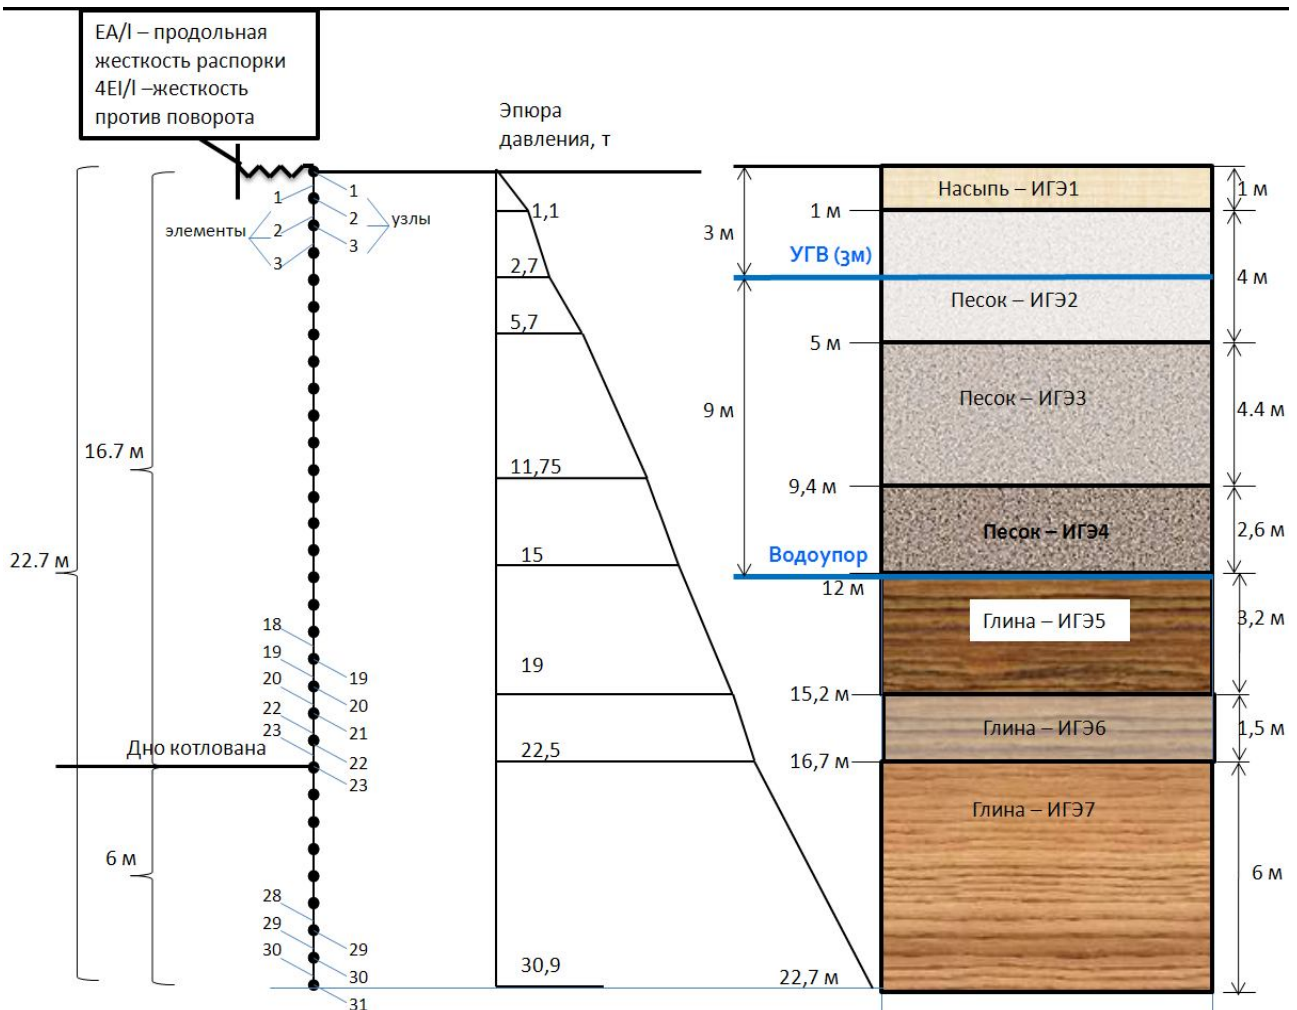 EA/l – продольная
жесткость распорки
4EI/l –жесткость
против поворота
Эпюра
давления, т
1
2
3
элементы
1
2
3
узлы
18
19
20
22
23
19
20
21
22
23
28
29
30
29
30
31
22.7 м
16.7 м
6 м
Дно котлована
1,1
2,7
5,7
11,75
15
19
22,5
30,9
3 м
9 м
УГВ (3м)
Водоупор
1 м
5 м
9,4 м
12 м
15,2 м
16,7 м
22,7 м
Насыпь – ИГЭ1
Песок – ИГЭ2
Песок – ИГЭ3
Песок – ИГЭ4
Глина – ИГЭ5
Глина – ИГЭ6
Глина – ИГЭ7
1 м
4 м
4.4 м
2,6 м
3,2 м
1,5 м
6 м